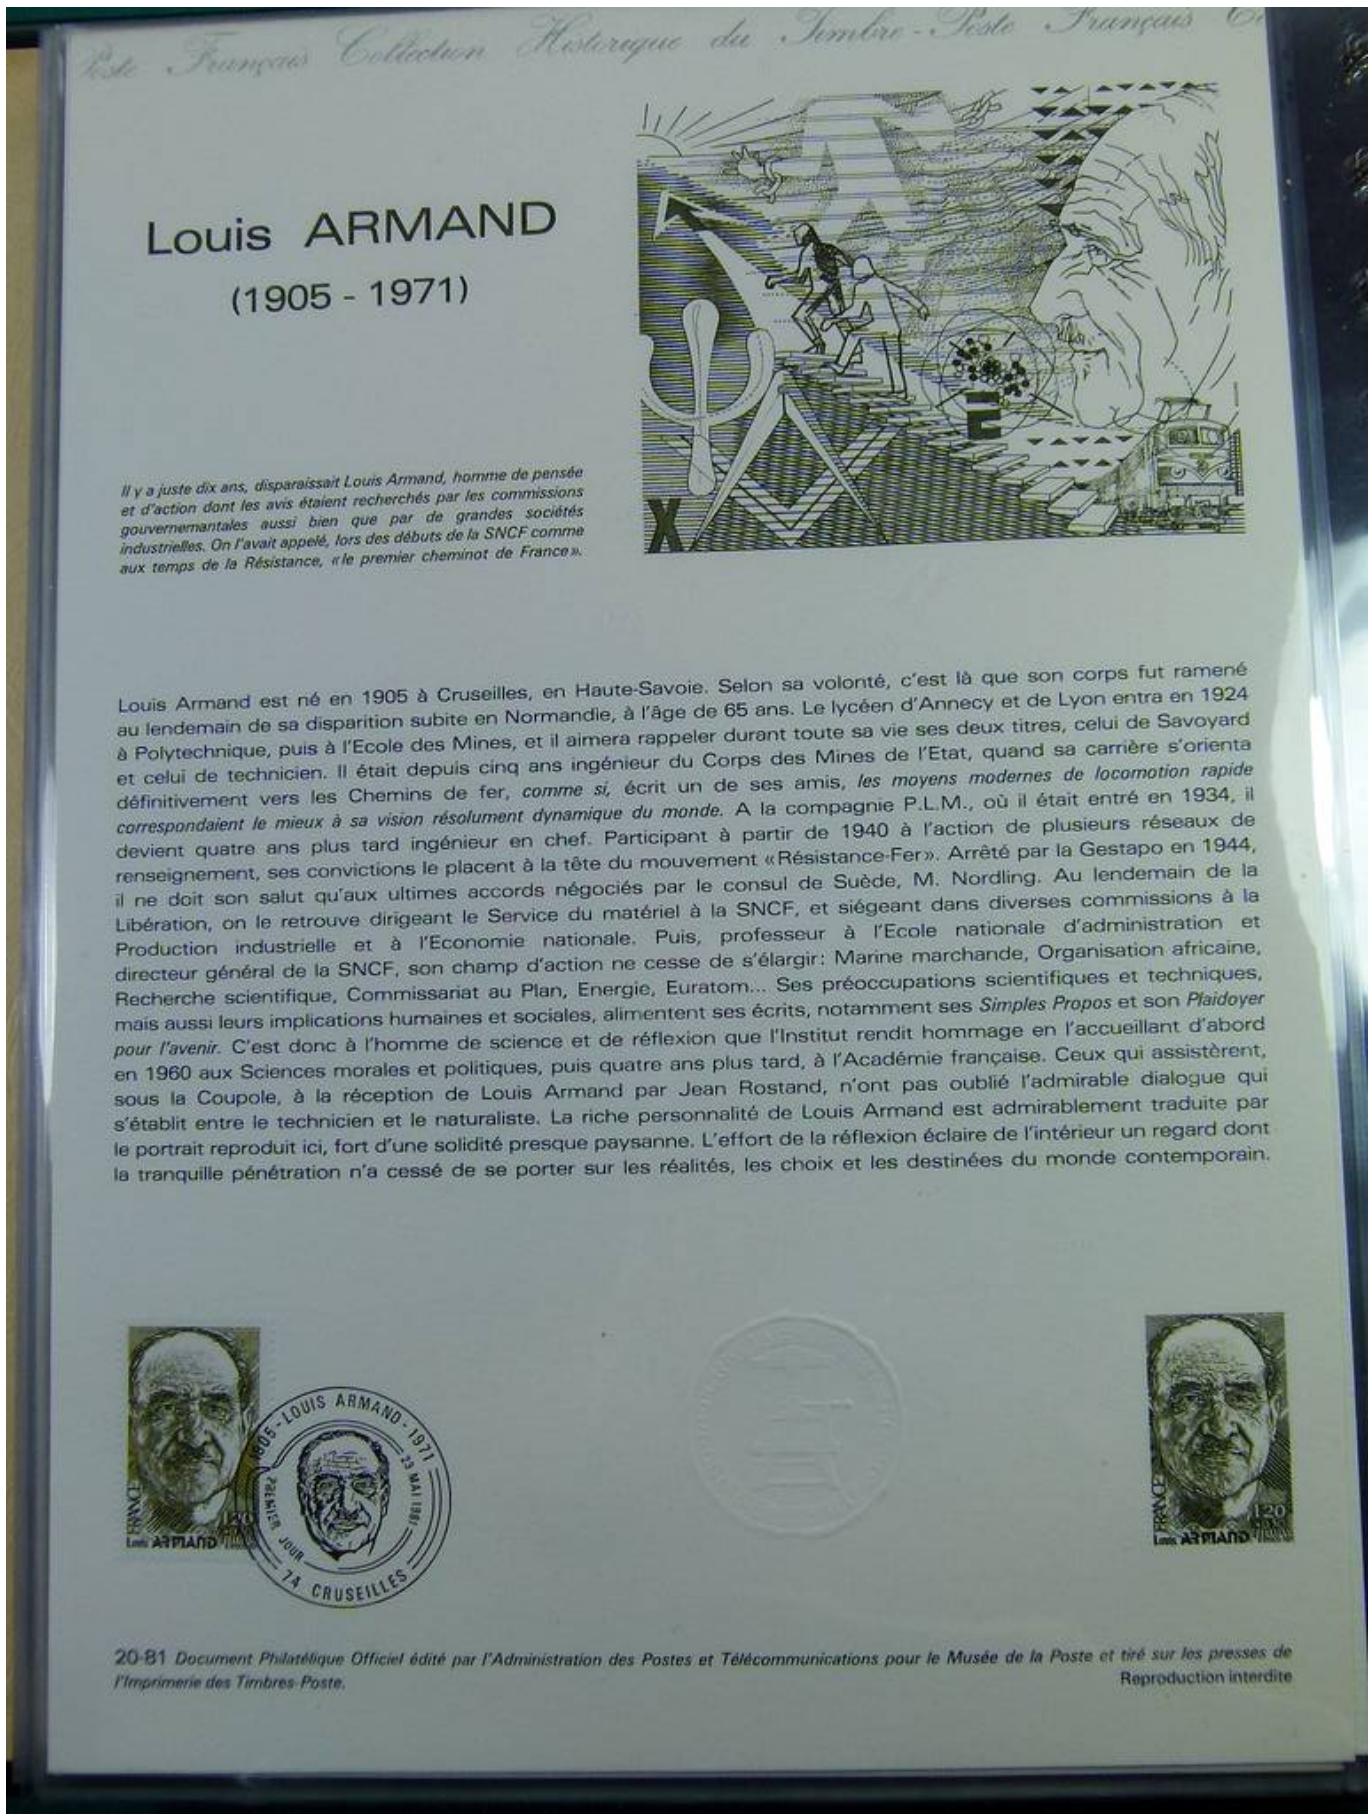 Poste Français Collection Historique du Timbre-Poste Français
Louis ARMAND
(1905 - 1971)
Il y a juste dix ans, disparaissait Louis Armand, homme de pensée
et d'action dont les avis étaient recherchés par les commissions
gouvernemantales aussi bien que par de grandes sociétés
industrielles. On l'avait appelé, lors des débuts de la SNCF comme
aux temps de la Résistance, «le premier cheminot de France».
X
Louis Armand est né en 1905 à Cruseilles, en Haute-Savoie. Selon sa volonté, c'est là que son corps fut ramené
au lendemain de sa disparition subite en Normandie, à l'âge de 65 ans. Le lycéen d'Annecy et de Lyon entra en 1924
à Polytechnique, puis à l'Ecole des Mines, et il aimera rappeler durant toute sa vie ses deux titres, celui de Savoyard
et celui de technicien. Il était depuis cinq ans ingénieur du Corps des Mines de l'Etat, quand sa carrière s'orienta
définitivement vers les Chemins de fer, comme si, écrit un de ses amis, les moyens modernes de locomotion rapide
correspondaient le mieux à sa vision résolument dynamique du monde. A la compagnie P.L.M., où il était entré en 1934, il
devient quatre ans plus tard ingénieur en chef. Participant à partir de 1940 à l'action de plusieurs réseaux de
renseignement, ses convictions le placent à la tête du mouvement «Résistance-Fer». Arrêté par la Gestapo en 1944,
il ne doit son salut qu'aux ultimes accords négociés par le consul de Suède, M. Nordling. Au lendemain de la
Libération, on le retrouve dirigeant le Service du matériel à la SNCF, et siégeant dans diverses commissions à la
Production industrielle et à l'Economie nationale. Puis, professeur à l'Ecole nationale d'administration et
directeur général de la SNCF, son champ d'action ne cesse de s'élargir: Marine marchande, Organisation africaine,
Recherche scientifique, Commissariat au Plan, Energie, Euratom... Ses préoccupations scientifiques et techniques,
mais aussi leurs implications humaines et sociales, alimentent ses écrits, notamment ses Simples Propos et son Plaidoyer
pour l'avenir. C'est donc à l'homme de science et de réflexion que l'Institut rendit hommage en l'accueillant d'abord
en 1960 aux Sciences morales et politiques, puis quatre ans plus tard, à l'Académie française. Ceux qui assistèrent,
sous la Coupole, à la réception de Louis Armand par Jean Rostand, n'ont pas oublié l'admirable dialogue qui
s'établit entre le technicien et le naturaliste. La riche personnalité de Louis Armand est admirablement traduite par
le portrait reproduit ici, fort d'une solidité presque paysanne. L'effort de la réflexion éclaire de l'intérieur un regard dont
la tranquille pénétration n'a cessé de se porter sur les réalités, les choix et les destinées du monde contemporain.
FRANCE
1,20
Louis ARMAND
1905-LOUIS ARMAND-1971
PREMIER JOUR
23 MAI 1981
74 CRUSEILLES
FRANCE
1,20
Louis ARMAND
20-81 Document Philatélique Officiel édité par l'Administration des Postes et Télécommunications pour le Musée de la Poste et tiré sur les presses de
l'Imprimerie des Timbres-Poste.
Reproduction interdite